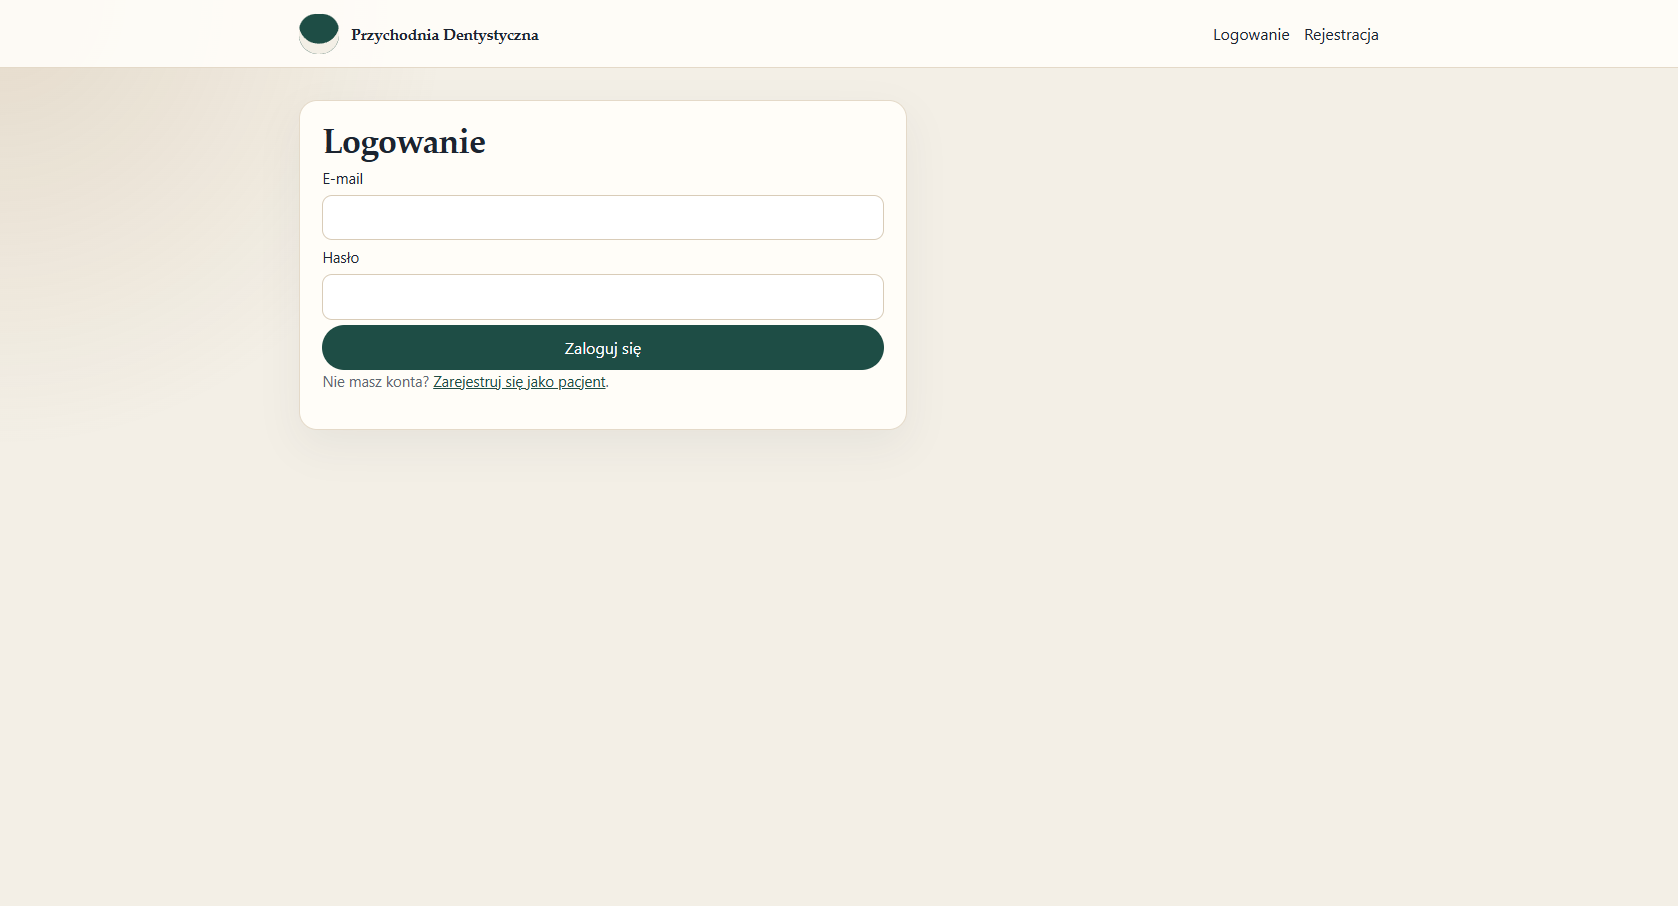 Przychodnia Dentystyczna
Logowanie Rejestracja
Logowanie
E-mail
Hasło
Zaloguj się
Nie masz konta? Zarejestruj się jako pacjent.